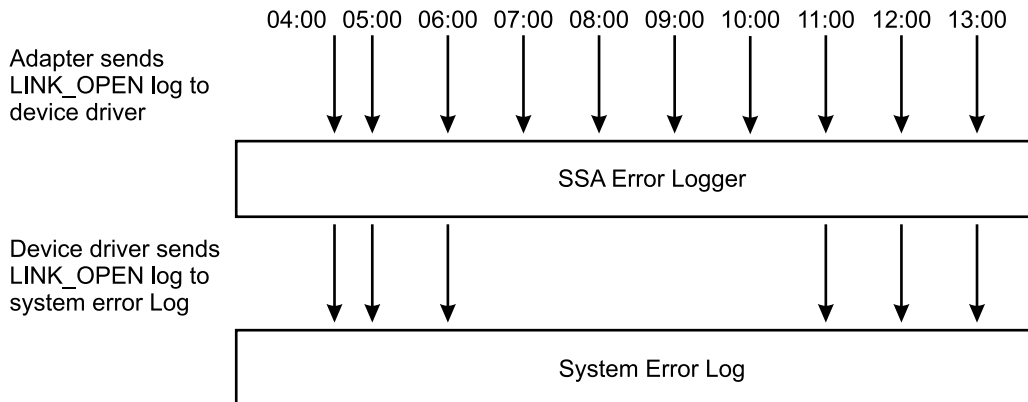 04:00 05:00 06:00 07:00 08:00 09:00 10:00 11:00 12:00 13:00
Adapter sends
LINK_OPEN log to
device driver
SSA Error Logger
Device driver sends
LINK_OPEN log to
system error Log
System Error Log